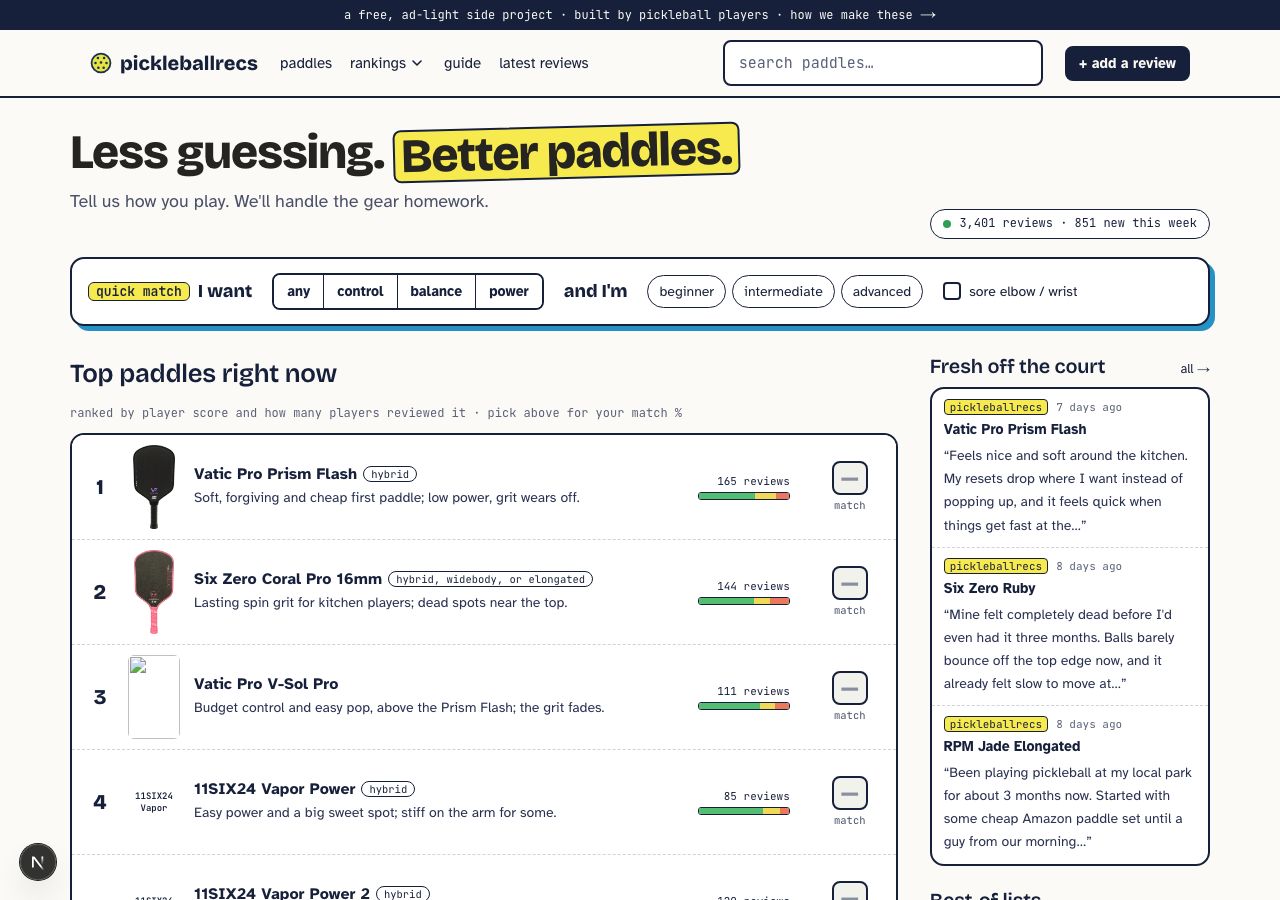 a free, ad-light side project · built by pickleball players · how we make these →
pickleballrecs
paddles
rankings
guide
latest reviews
search paddles…
+ add a review
Less guessing. Better paddles.
Tell us how you play. We'll handle the gear homework.
3,401 reviews · 851 new this week
quick match
I want
any
control
balance
power
and I'm
beginner
intermediate
advanced
sore elbow / wrist
Top paddles right now
ranked by player score and how many players reviewed it · pick above for your match %
1
Vatic Pro Prism Flash
hybrid
Soft, forgiving and cheap first paddle; low power, grit wears off.
165 reviews
—
match
2
Six Zero Coral Pro 16mm
hybrid, widebody, or elongated
Lasting spin grit for kitchen players; dead spots near the top.
144 reviews
—
match
3
Vatic Pro V-Sol Pro
Budget control and easy pop, above the Prism Flash; the grit fades.
111 reviews
—
match
4
11SIX24
Vapor
11SIX24 Vapor Power
hybrid
Easy power and a big sweet spot; stiff on the arm for some.
85 reviews
—
match
11SIX24 Vapor Power 2
hybrid
Fresh off the court
all →
pickleballrecs
7 days ago
Vatic Pro Prism Flash
“Feels nice and soft around the kitchen.
My resets drop where I want instead of
popping up, and it feels quick when
things get fast at the…”
pickleballrecs
8 days ago
Six Zero Ruby
“Mine felt completely dead before I'd
even had it three months. Balls barely
bounce off the top edge now, and it
already felt slow to move at…”
pickleballrecs
8 days ago
RPM Jade Elongated
“Been playing pickleball at my local park
for about 3 months now. Started with
some cheap Amazon paddle set until a
guy from our morning…”
Best-of lists
N